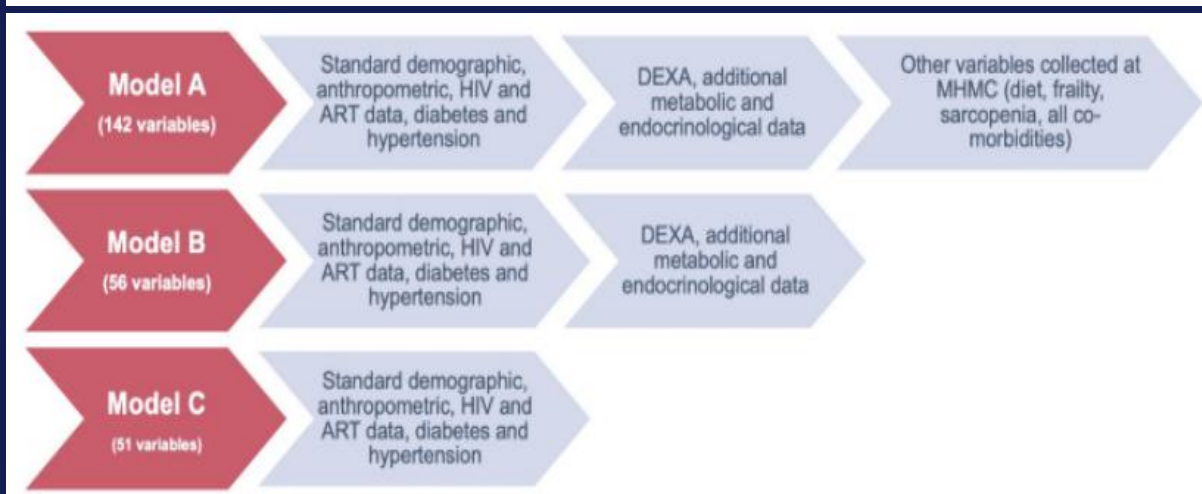 Model A
(142 variables)
Standard demographic,
anthropometric, HIV and
ART data, diabetes and
hypertension
DEXA, additional
metabolic and
endocrinological data
Other variables collected at
MHMC (diet, frailty,
sarcopenia, all co-
morbidities)
Model B
(56 variables)
Standard demographic,
anthropometric, HIV and
ART data, diabetes and
hypertension
DEXA, additional
metabolic and
endocrinological data
Model C
(51 variables)
Standard demographic,
anthropometric, HIV and
ART data, diabetes and
hypertension